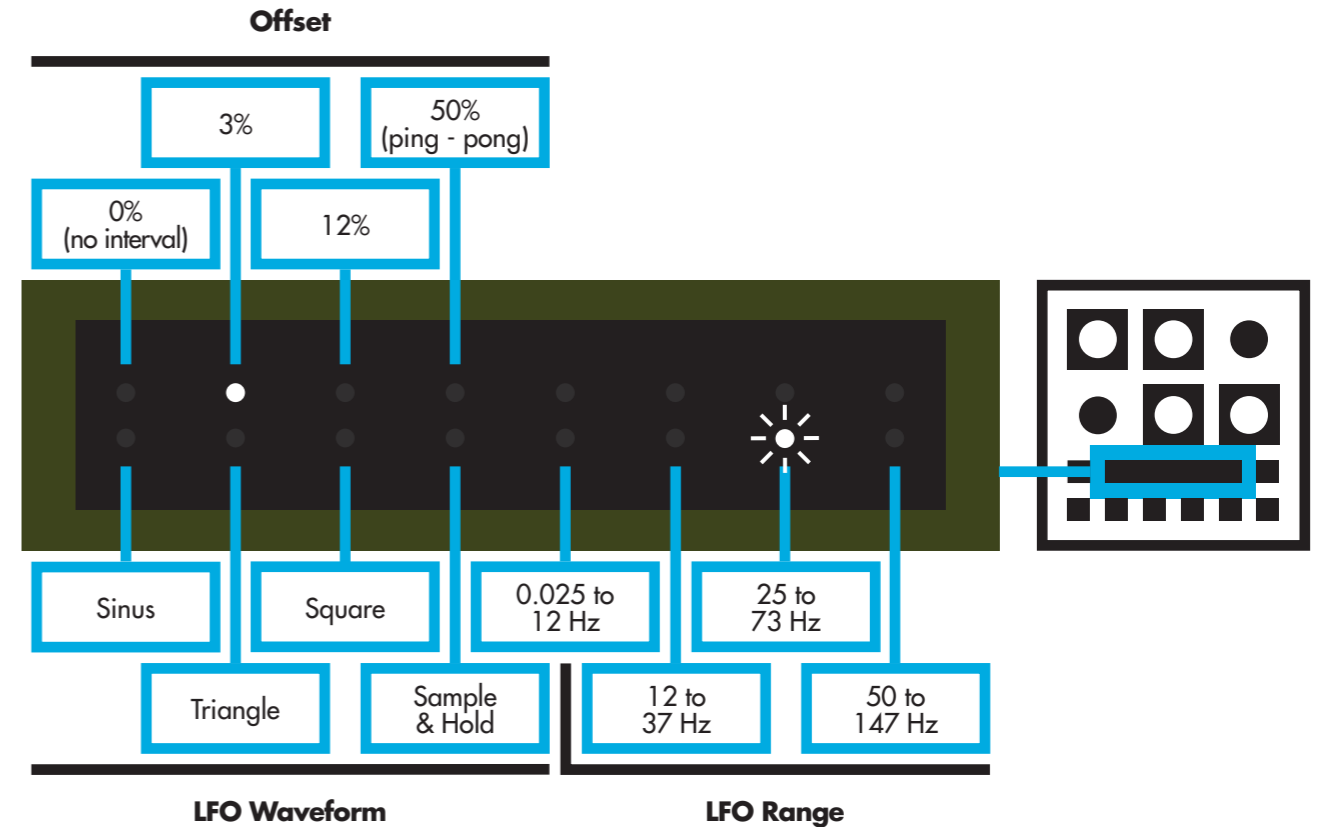 Offset
3%
50%
(ping - pong)
0%
(no interval)
12%
Sinus
Square
0.025 to
12 Hz
25 to
73 Hz
Triangle
Sample
& Hold
12 to
37 Hz
50 to
147 Hz
LFO Waveform
LFO Range